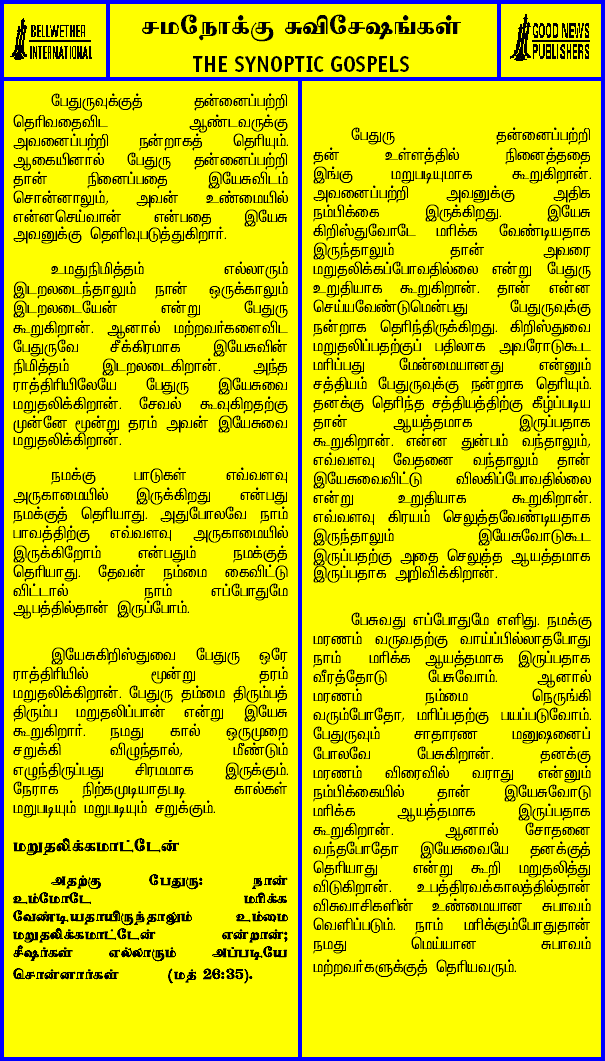 BELLWETHER
INTERNATIONAL
சமநோக்கு சுவிசேஷங்கள்
THE SYNOPTIC GOSPELS
GOOD NEWS
PUBLISHERS
பேதுருவுக்குத் தன்னைப்பற்றி
தெரிவதைவிட ஆண்டவருக்கு
அவனைப்பற்றி நன்றாகத் தெரியும்.
ஆகையினால் பேதுரு தன்னைப்பற்றி
தான் நினைப்பதை இயேசுவிடம்
சொன்னாலும், அவன் உண்மையில்
என்னசெய்வான் என்பதை இயேசு
அவனுக்கு தெளிவுபடுத்துகிறார்.
உமதுநிமித்தம் எல்லாரும்
இடறலடைந்தாலும் நான் ஒருக்காலும்
இடறலடையேன் என்று பேதுரு
கூறுகிறான். ஆனால் மற்றவர்களைவிட
பேதுருவே சீக்கிரமாக இயேசுவின்
நிமித்தம் இடறலடைகிறான். அந்த
ராத்திரியிலேயே பேதுரு இயேசுவை
மறுதலிக்கிறான். சேவல் கூவுகிறதற்கு
முன்னே மூன்று தரம் அவன் இயேசுவை
மறுதலிக்கிறான்.
நமக்கு பாடுகள் எவ்வளவு
அருகாமையில் இருக்கிறது என்பது
நமக்குத் தெரியாது. அதுபோலவே நாம்
பாவத்திற்கு எவ்வளவு அருகாமையில்
இருக்கிறோம் என்பதும் நமக்குத்
தெரியாது. தேவன் நம்மை கைவிட்டு
விட்டால் நாம் எப்போதுமே
ஆபத்தில்தான் இருப்போம்.
இயேசுகிறிஸ்துவை பேதுரு ஒரே
ராத்திரியில் மூன்று தரம்
மறுதலிக்கிறான். பேதுரு தம்மை திரும்பத்
திரும்ப மறுதலிப்பான் என்று இயேசு
கூறுகிறார். நமது கால் ஒருமுறை
சறுக்கி விழுந்தால், மீண்டும்
எழுந்திருப்பது சிரமமாக இருக்கும்.
நேராக நிற்கமுடியாதபடி கால்கள்
மறுபடியும் மறுபடியும் சறுக்கும்.
மறுதலிக்கமாட்டேன்
அதற்கு பேதுரு: நான்
உம்மோடே மரிக்க
வேண்டியதாயிருந்தாலும் உம்மை
மறுதலிக்கமாட்டேன் என்றான்;
சீஷர்கள் எல்லாரும் அப்படியே
சொன்னார்கள் (மத் 26:35).
பேதுரு தன்னைப்பற்றி
தன் உள்ளத்தில் நினைத்ததை
இங்கு மறுபடியுமாக கூறுகிறான்.
அவனைப்பற்றி அவனுக்கு அதிக
நம்பிக்கை இருக்கிறது. இயேசு
கிறிஸ்துவோடே மரிக்க வேண்டியதாக
இருந்தாலும் தான் அவரை
மறுதலிக்கப்போவதில்லை என்று பேதுரு
உறுதியாக கூறுகிறான். தான் என்ன
செய்யவேண்டுமென்பது பேதுருவுக்கு
நன்றாக தெரிந்திருக்கிறது. கிறிஸ்துவை
மறுதலிப்பதற்குப் பதிலாக அவரோடுகூட
மரிப்பது மேன்மையானது என்னும்
சத்தியம் பேதுருவுக்கு நன்றாக தெரியும்.
தனக்கு தெரிந்த சத்தியத்திற்கு கீழ்ப்படிய
தான் ஆயத்தமாக இருப்பதாக
கூறுகிறான். என்ன துன்பம் வந்தாலும்,
எவ்வளவு வேதனை வந்தாலும் தான்
இயேசுவைவிட்டு விலகிப்போவதில்லை
என்று உறுதியாக கூறுகிறான்.
எவ்வளவு கிரயம் செலுத்தவேண்டியதாக
இருந்தாலும் இயேசுவோடுகூட
இருப்பதற்கு அதை செலுத்த ஆயத்தமாக
இருப்பதாக அறிவிக்கிறான்.
பேசுவது எப்போதுமே எளிது. நமக்கு
மரணம் வருவதற்கு வாய்ப்பில்லாதபோது
நாம் மரிக்க ஆயத்தமாக இருப்பதாக
வீரத்தோடு பேசுவோம். ஆனால்
மரணம் நம்மை நெருங்கி
வரும்போதோ, மரிப்பதற்கு பயப்படுவோம்.
பேதுருவும் சாதாரண மனுஷனைப்
போலவே பேசுகிறான். தனக்கு
மரணம் விரைவில் வராது என்னும்
நம்பிக்கையில் தான் இயேசுவோடு
மரிக்க ஆயத்தமாக இருப்பதாக
கூறுகிறான். ஆனால் சோதனை
வந்தபோதோ இயேசுவையே தனக்குத்
தெரியாது என்று கூறி மறுதலித்து
விடுகிறான். உபத்திரவக்காலத்தில்தான்
விசுவாசிகளின் உண்மையான சுபாவம்
வெளிப்படும். நாம் மரிக்கும்போதுதான்
நமது மெய்யான சுபாவம்
மற்றவர்களுக்குத் தெரியவரும்.